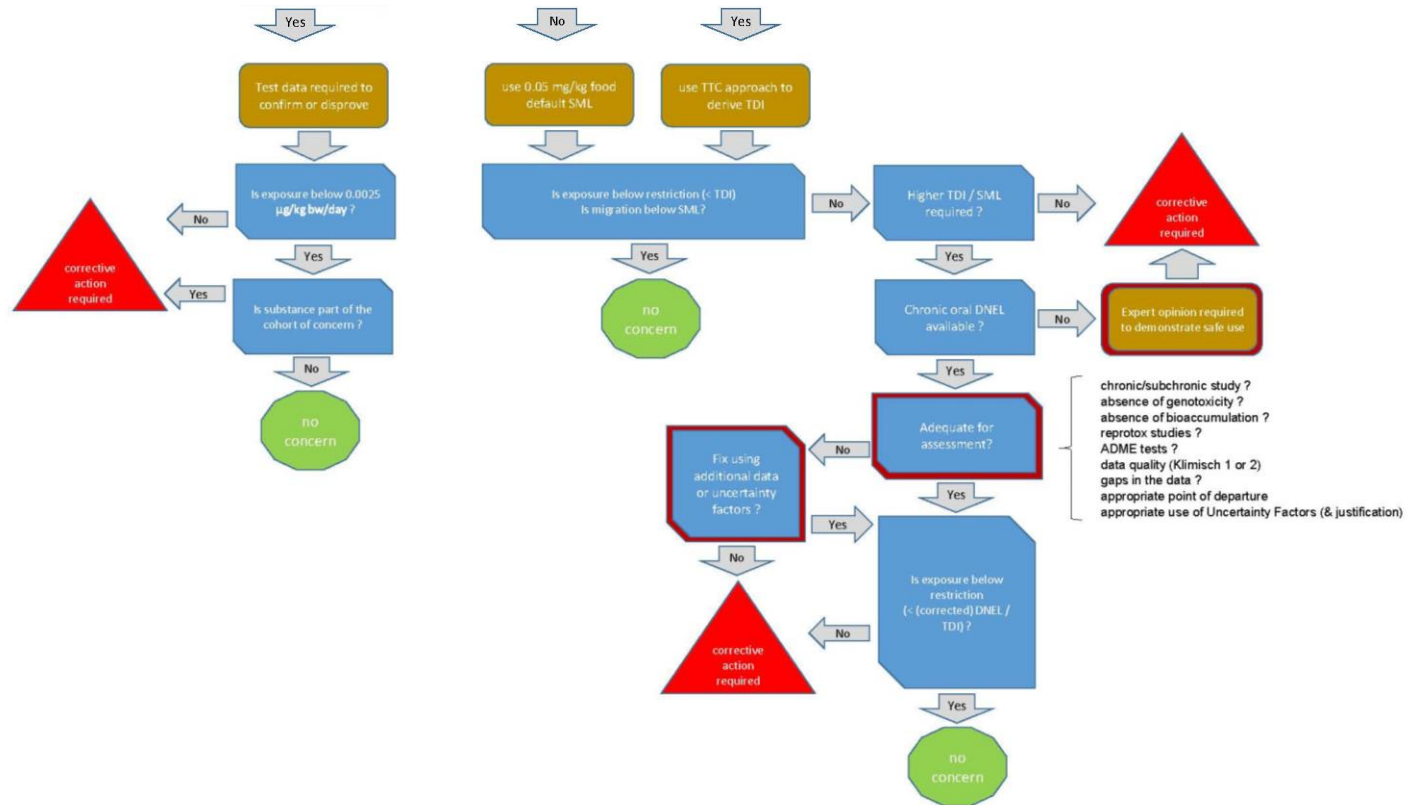 Yes
No
Yes
Test data required to
confirm or disprove
use 0.05 mg/kg food
default SML
use TTC approach to
derive TDI
Is exposure below 0.0025
µg/kg bw/day ?
No
corrective
action
required
Yes
Yes
Is substance part of the
cohort of concern ?
No
no
concern
Is exposure below restriction (< TDI)
Is migration below SML?
Yes
no
concern
No
Higher TDI / SML
required ?
No
corrective
action
required
Yes
Chronic oral DNEL
available ?
No
Expert opinion required
to demonstrate safe use
Yes
Adequate for
assessment?
chronic/subchronic study ?
absence of genotoxicity ?
absence of bioaccumulation ?
reprotox studies ?
ADME tests ?
data quality (Klimisch 1 or 2)
gaps in the data ?
appropriate point of departure
appropriate use of Uncertainty Factors (& justification)
No
Fix using
additional data
or uncertainty
factors ?
Yes
Yes
No
Is exposure below
restriction
(< (corrected) DNEL /
TDI) ?
No
corrective
action
required
Yes
no
concern